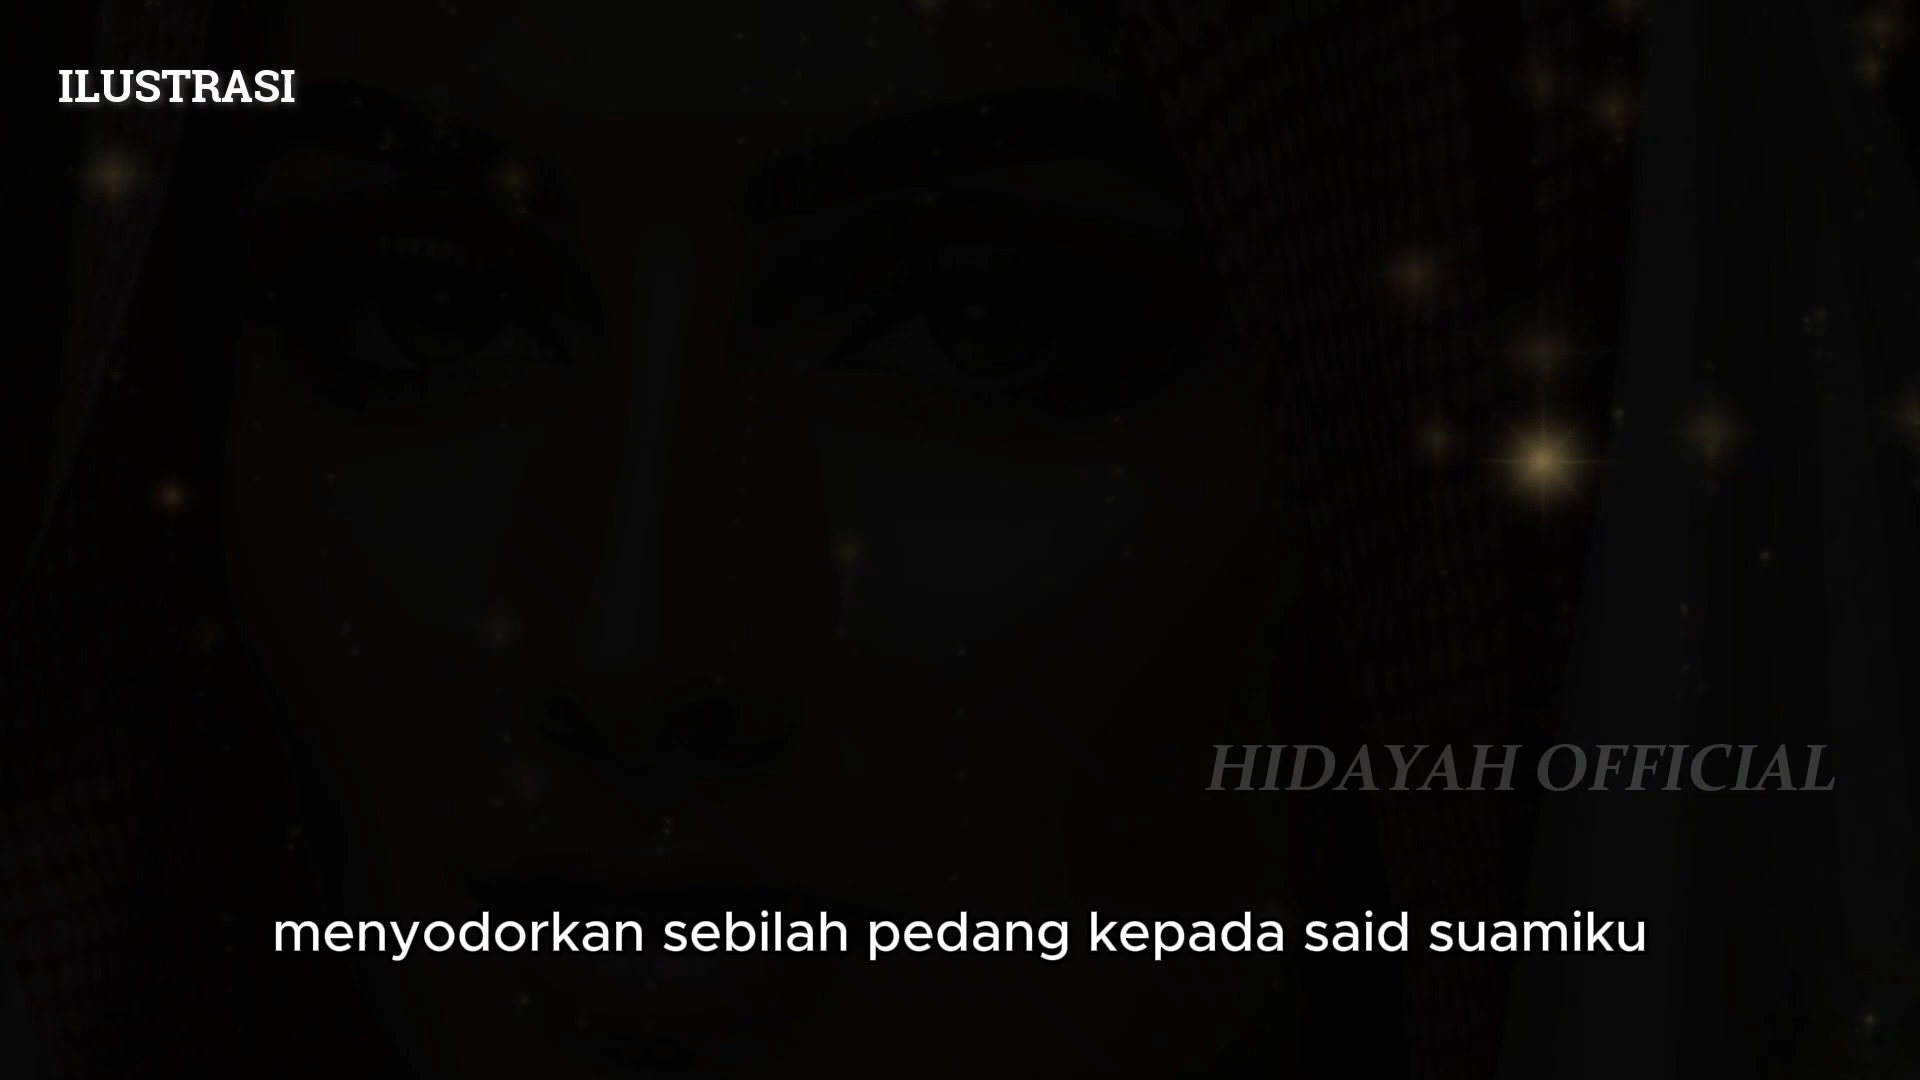 ILUSTRASI
HIDAYAH OFFICIAL
menyodorkan sebilah pedang kepada said suamiku